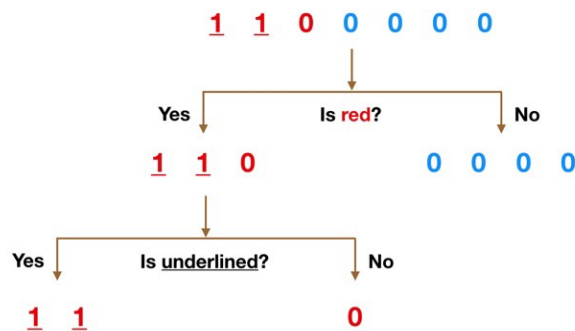 1 1 0 0 0 0 0
Yes Is red? No
1 1 0 0 0 0 0
Yes Is underlined? No
1 1 0